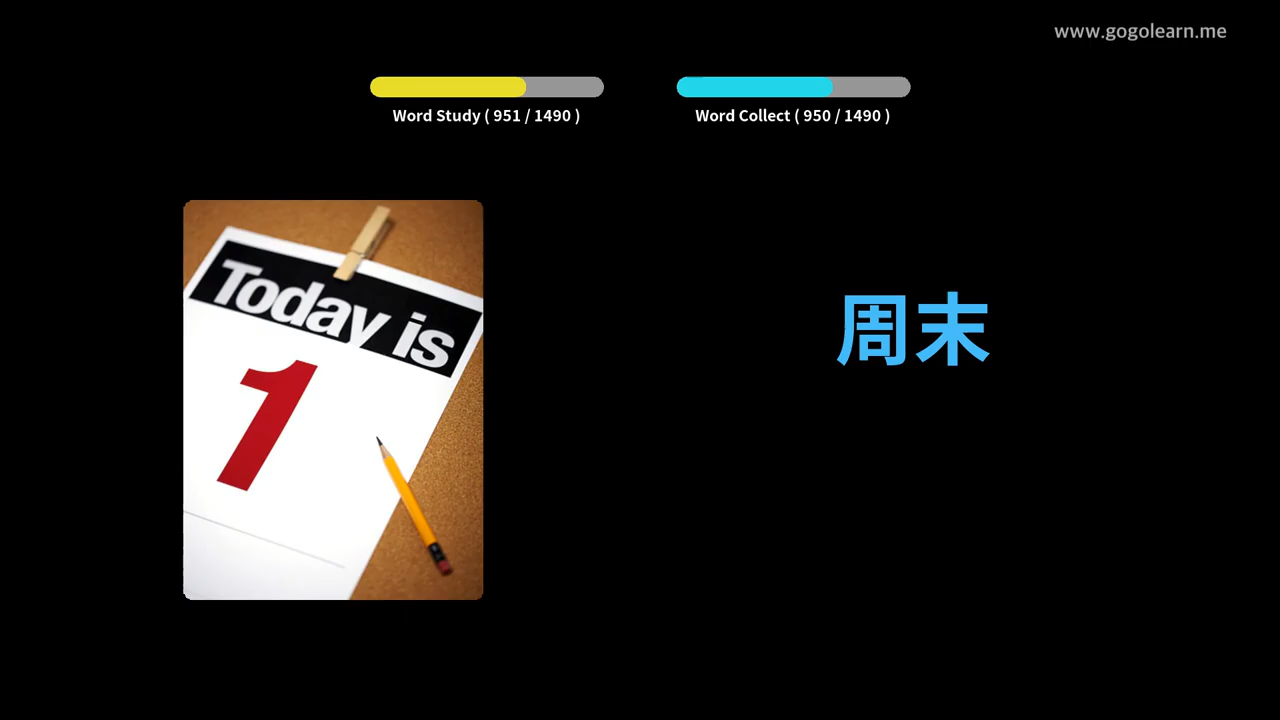 www.gogolearn.me
Word Study ( 951 / 1490 )
Word Collect ( 950 / 1490 )
Today is
1
周末